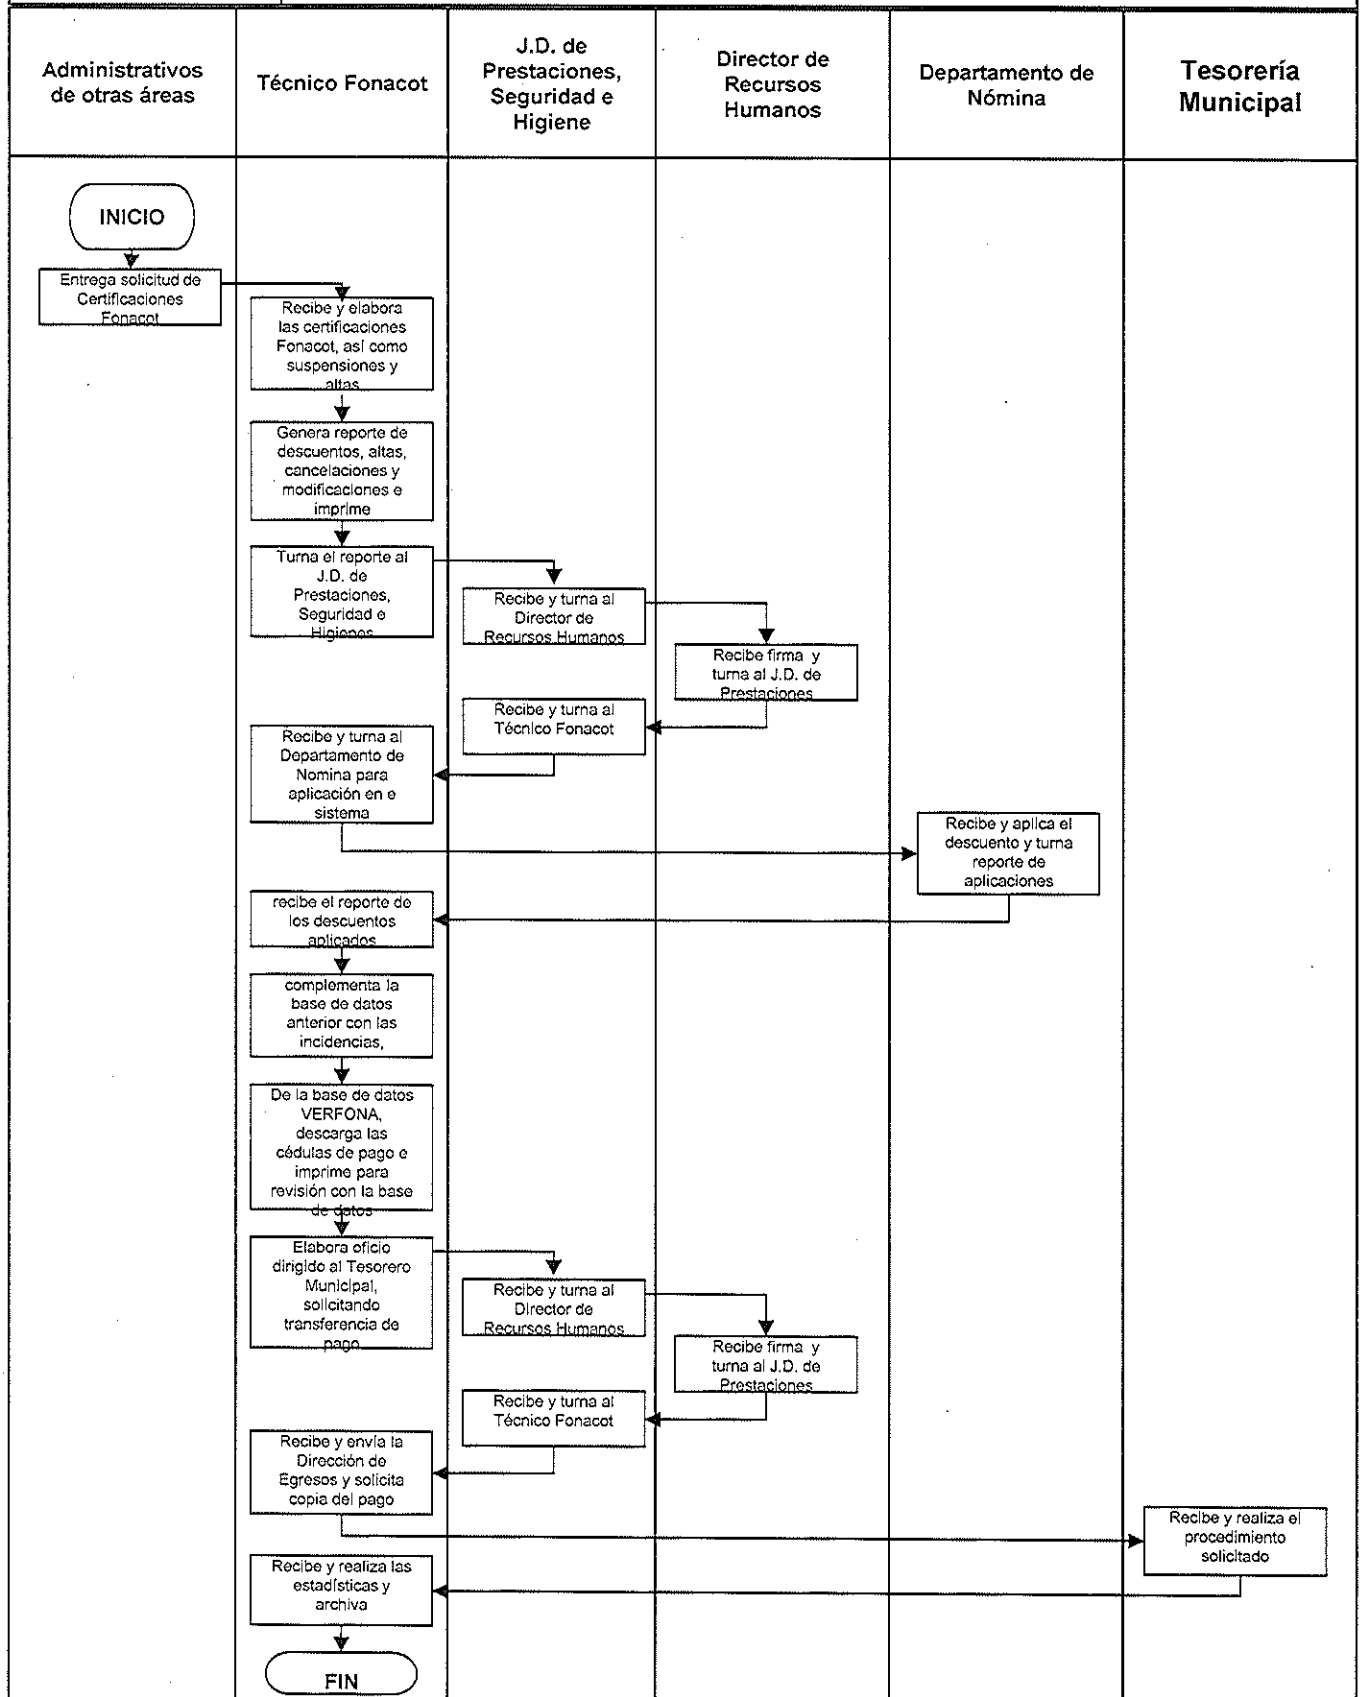 Administrativos
de otras áreas
Técnico Fonacot
J.D. de
Prestaciones,
Seguridad e
Higiene
Director de
Recursos
Humanos
Departamento de
Nómina
Tesorería
Municipal
INICIO
Entrega solicitud de
Certificaciones
Fonacot
Recibe y elabora
las certificaciones
Fonacot, así como
suspensiones y
altas
Genera reporte de
descuentos, altas,
cancelaciones y
modificaciones e
imprime
Turna el reporte al
J.D. de
Prestaciones,
Seguridad e
Higienes
Recibe y turna al
Director de
Recursos Humanos
Recibe firma y
turna al J.D. de
Prestaciones
Recibe y turna al
Técnico Fonacot
Recibe y turna al
Departamento de
Nomina para
aplicación en e
sistema
Recibe y aplica el
descuento y turna
reporte de
aplicaciones
recibe el reporte de
los descuentos
aplicados
complementa la
base de datos
anterior con las
incidencias,
De la base de datos
VERFONA,
descarga las
cédulas de pago e
imprime para
revisión con la base
de datos
Elabora oficio
dirigido al Tesorero
Municipal,
solicitando
transferencia de
pago
Recibe y turna al
Director de
Recursos Humanos
Recibe firma y
turna al J.D. de
Prestaciones
Recibe y turna al
Técnico Fonacot
Recibe y envía la
Dirección de
Egresos y solicita
copia del pago
Recibe y realiza el
procedimiento
solicitado
Recibe y realiza las
estadísticas y
archiva
FIN